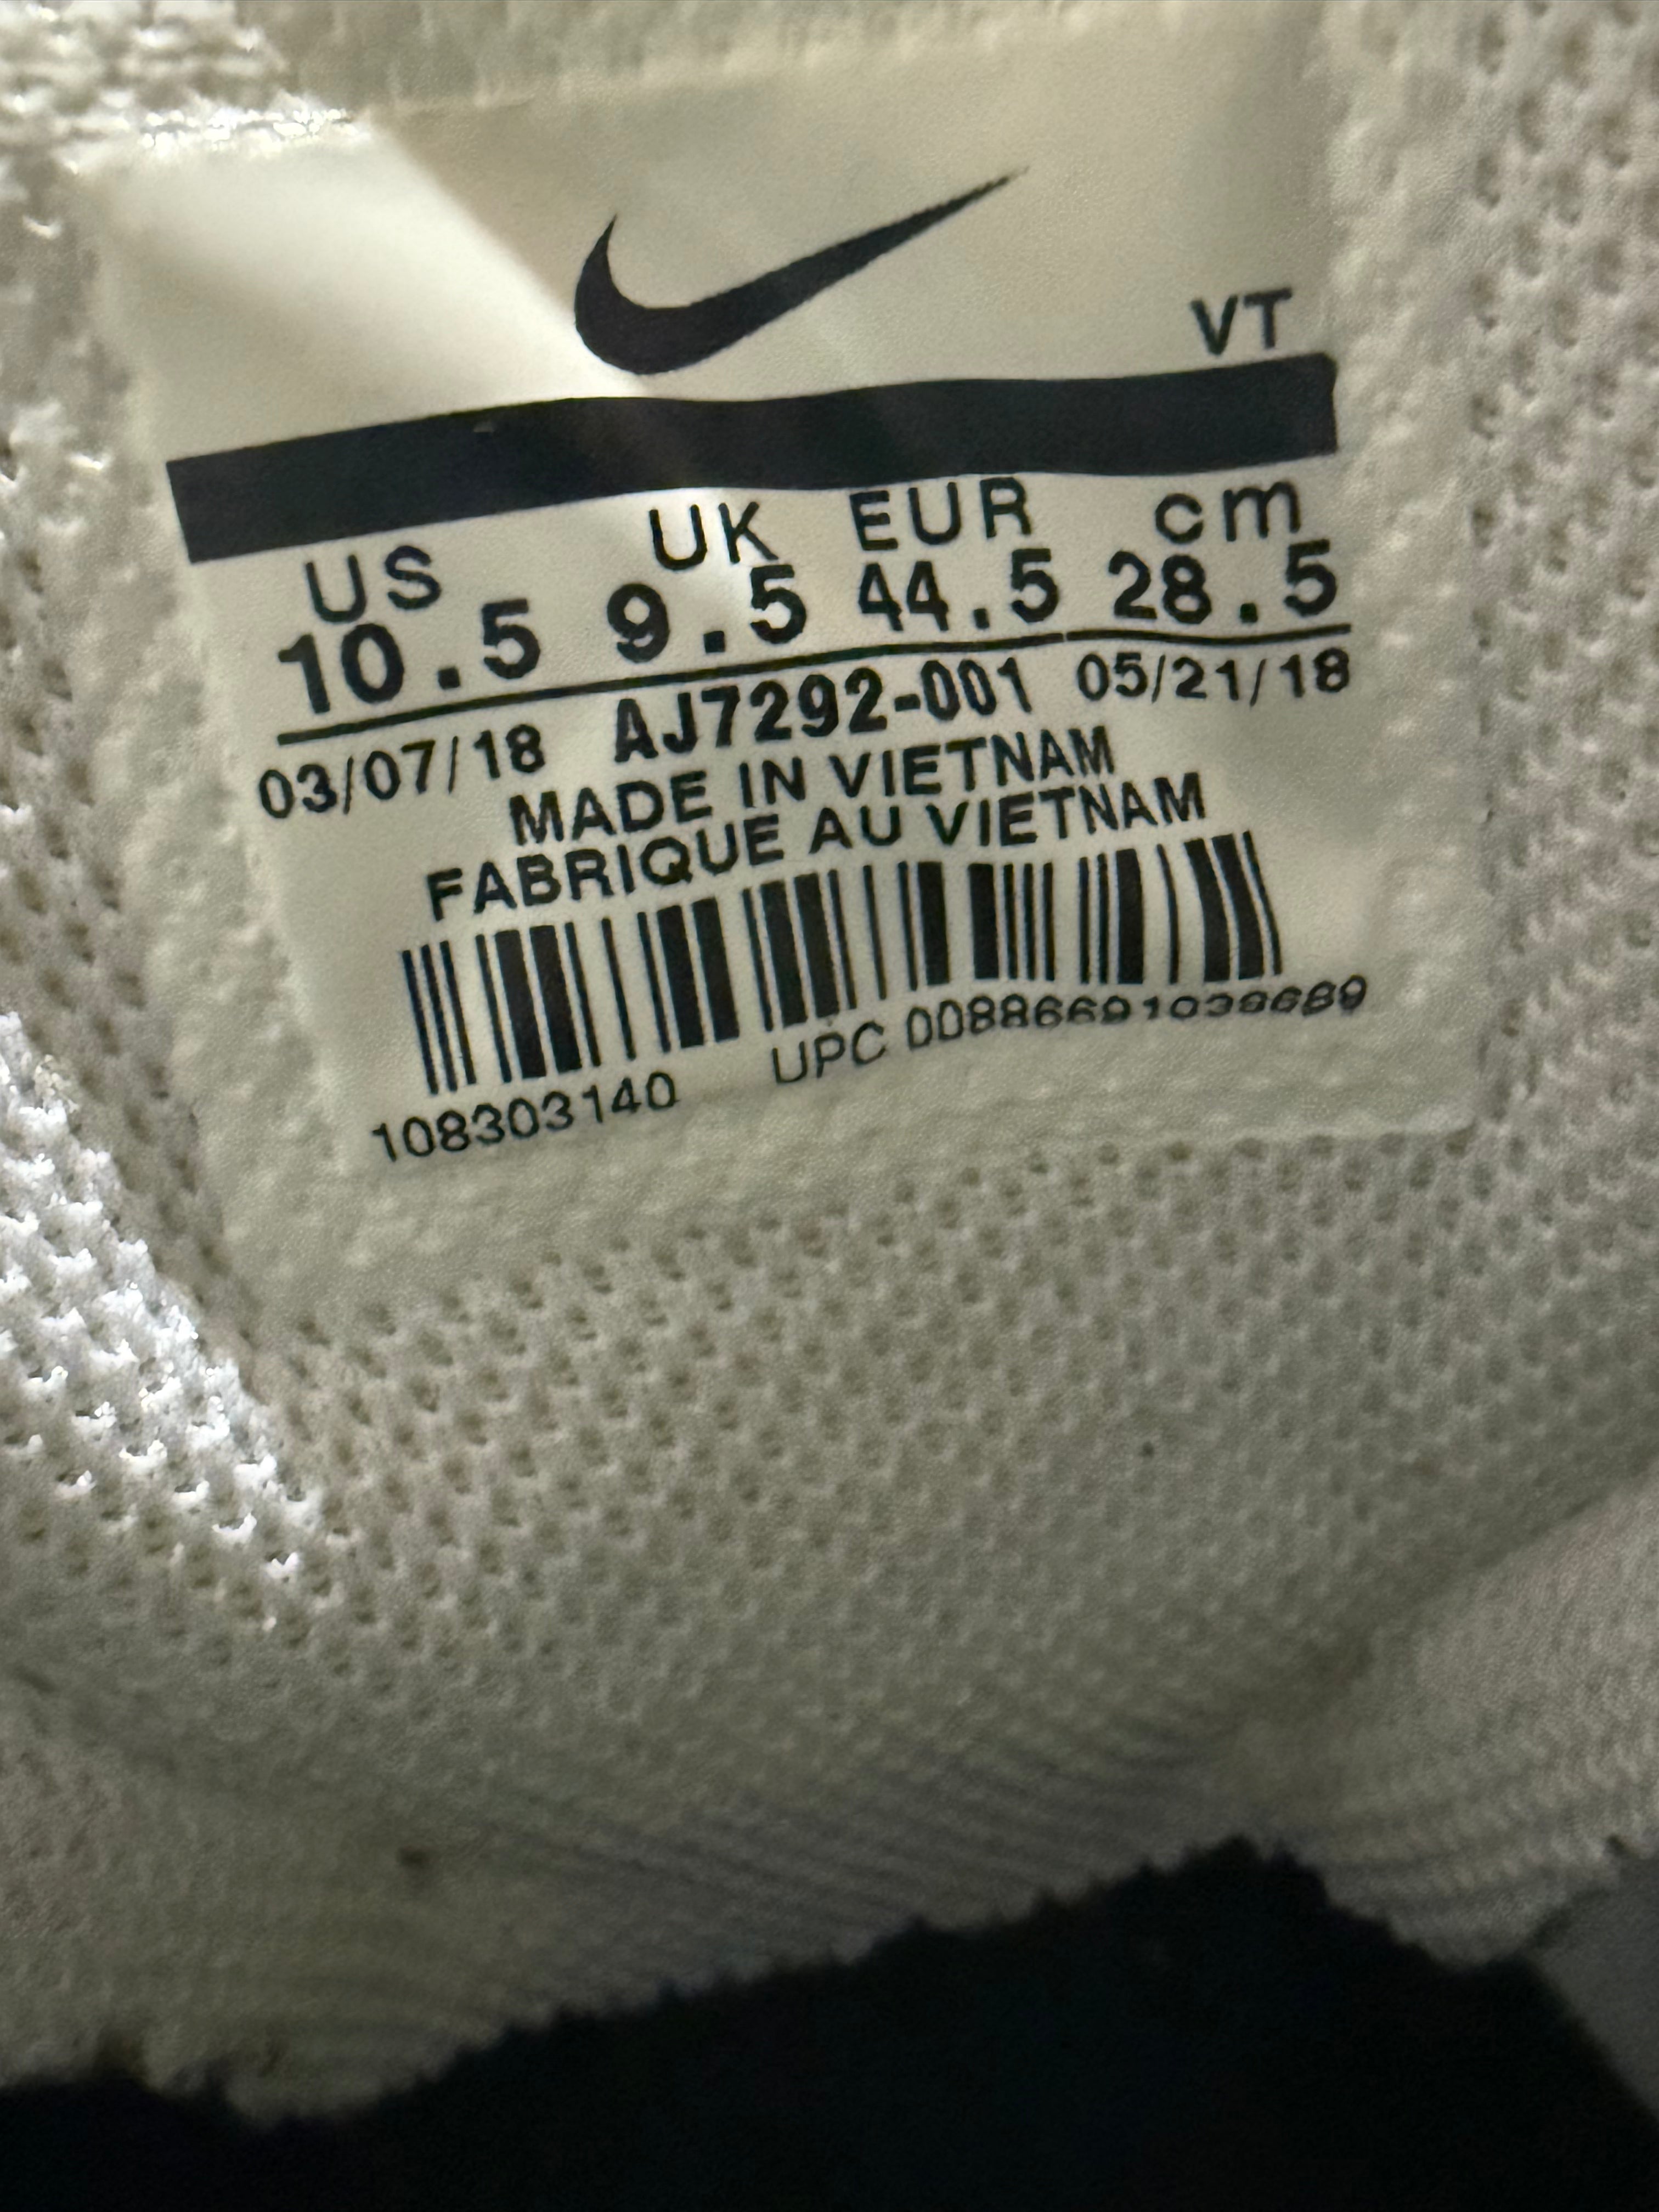 VT
US UK EUR cm
10.5 9.5 44.5 28.5
03/07/18 AJ7292-001 05/21/18
MADE IN VIETNAM
FABRIQUE AU VIETNAM
108303140 UPC